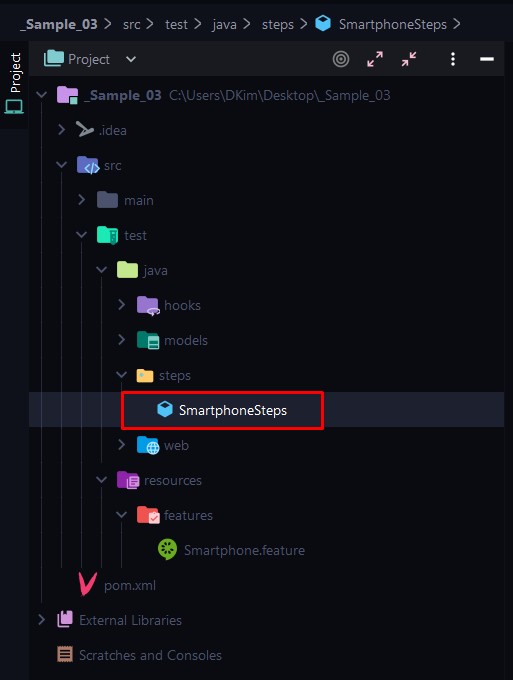 _Sample_03 > src > test > java > steps > SmartphoneSteps >
Project
Project
_Sample_03 C:\Users\DKim\Desktop\_Sample_03
.idea
src
main
test
java
hooks
models
steps
SmartphoneSteps
web
resources
features
Smartphone.feature
pom.xml
External Libraries
Scratches and Consoles